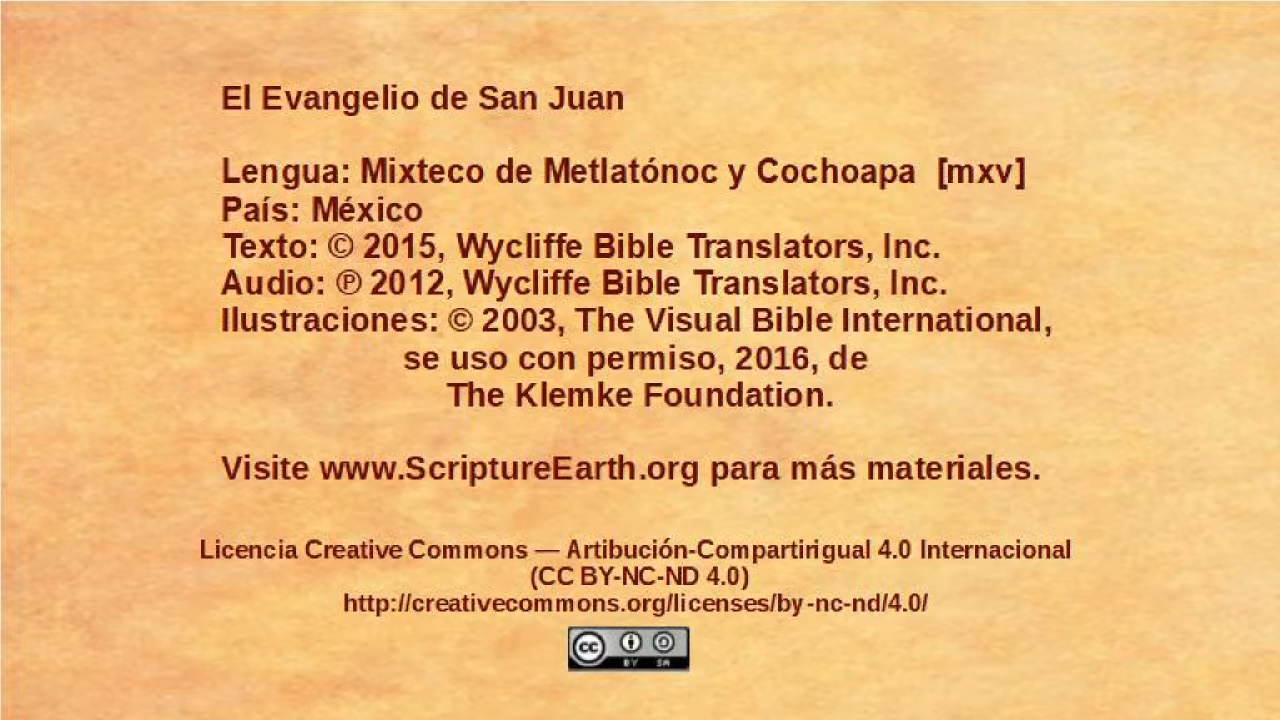 El Evangelio de San Juan
Lengua: Mixteco de Metlatónoc y Cochoapa [mxv]
País: México
Texto: © 2015, Wycliffe Bible Translators, Inc.
Audio: ℗ 2012, Wycliffe Bible Translators, Inc.
Ilustraciones: © 2003, The Visual Bible International,
se uso con permiso, 2016, de
The Klemke Foundation.
Visite www.ScriptureEarth.org para más materiales.
Licencia Creative Commons — Artibución-Compartirigual 4.0 Internacional
(CC BY-NC-ND 4.0)
http://creativecommons.org/licenses/by-nc-nd/4.0/
cc
BY SA